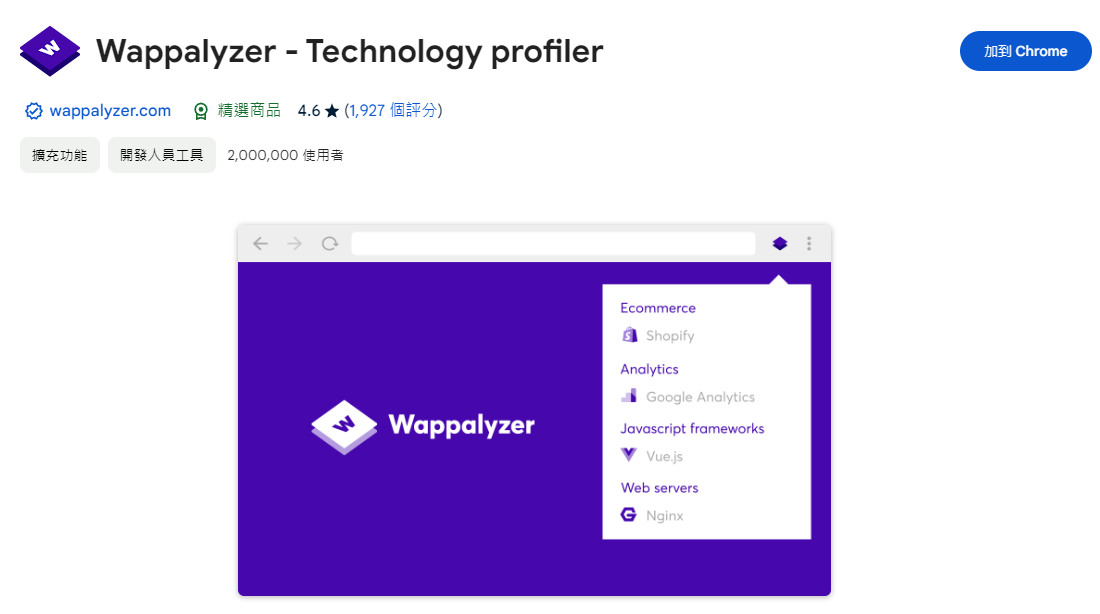 Wappalyzer - Technology profiler
加到 Chrome
wappalyzer.com 精選商品 4.6 ★ (1,927 個評分)
擴充功能 開發人員工具 2,000,000 使用者
Ecommerce
Shopify
Analytics
Google Analytics
Javascript frameworks
Vue.js
Web servers
Nginx
W Wappalyzer